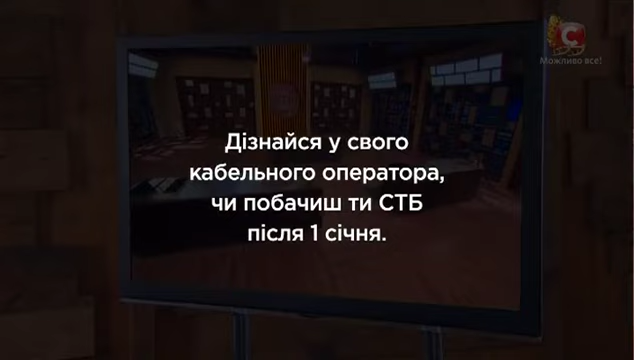 Можливо все!
Дізнайся у свого
кабельного оператора,
чи побачиш ти СТБ
після 1 січня.